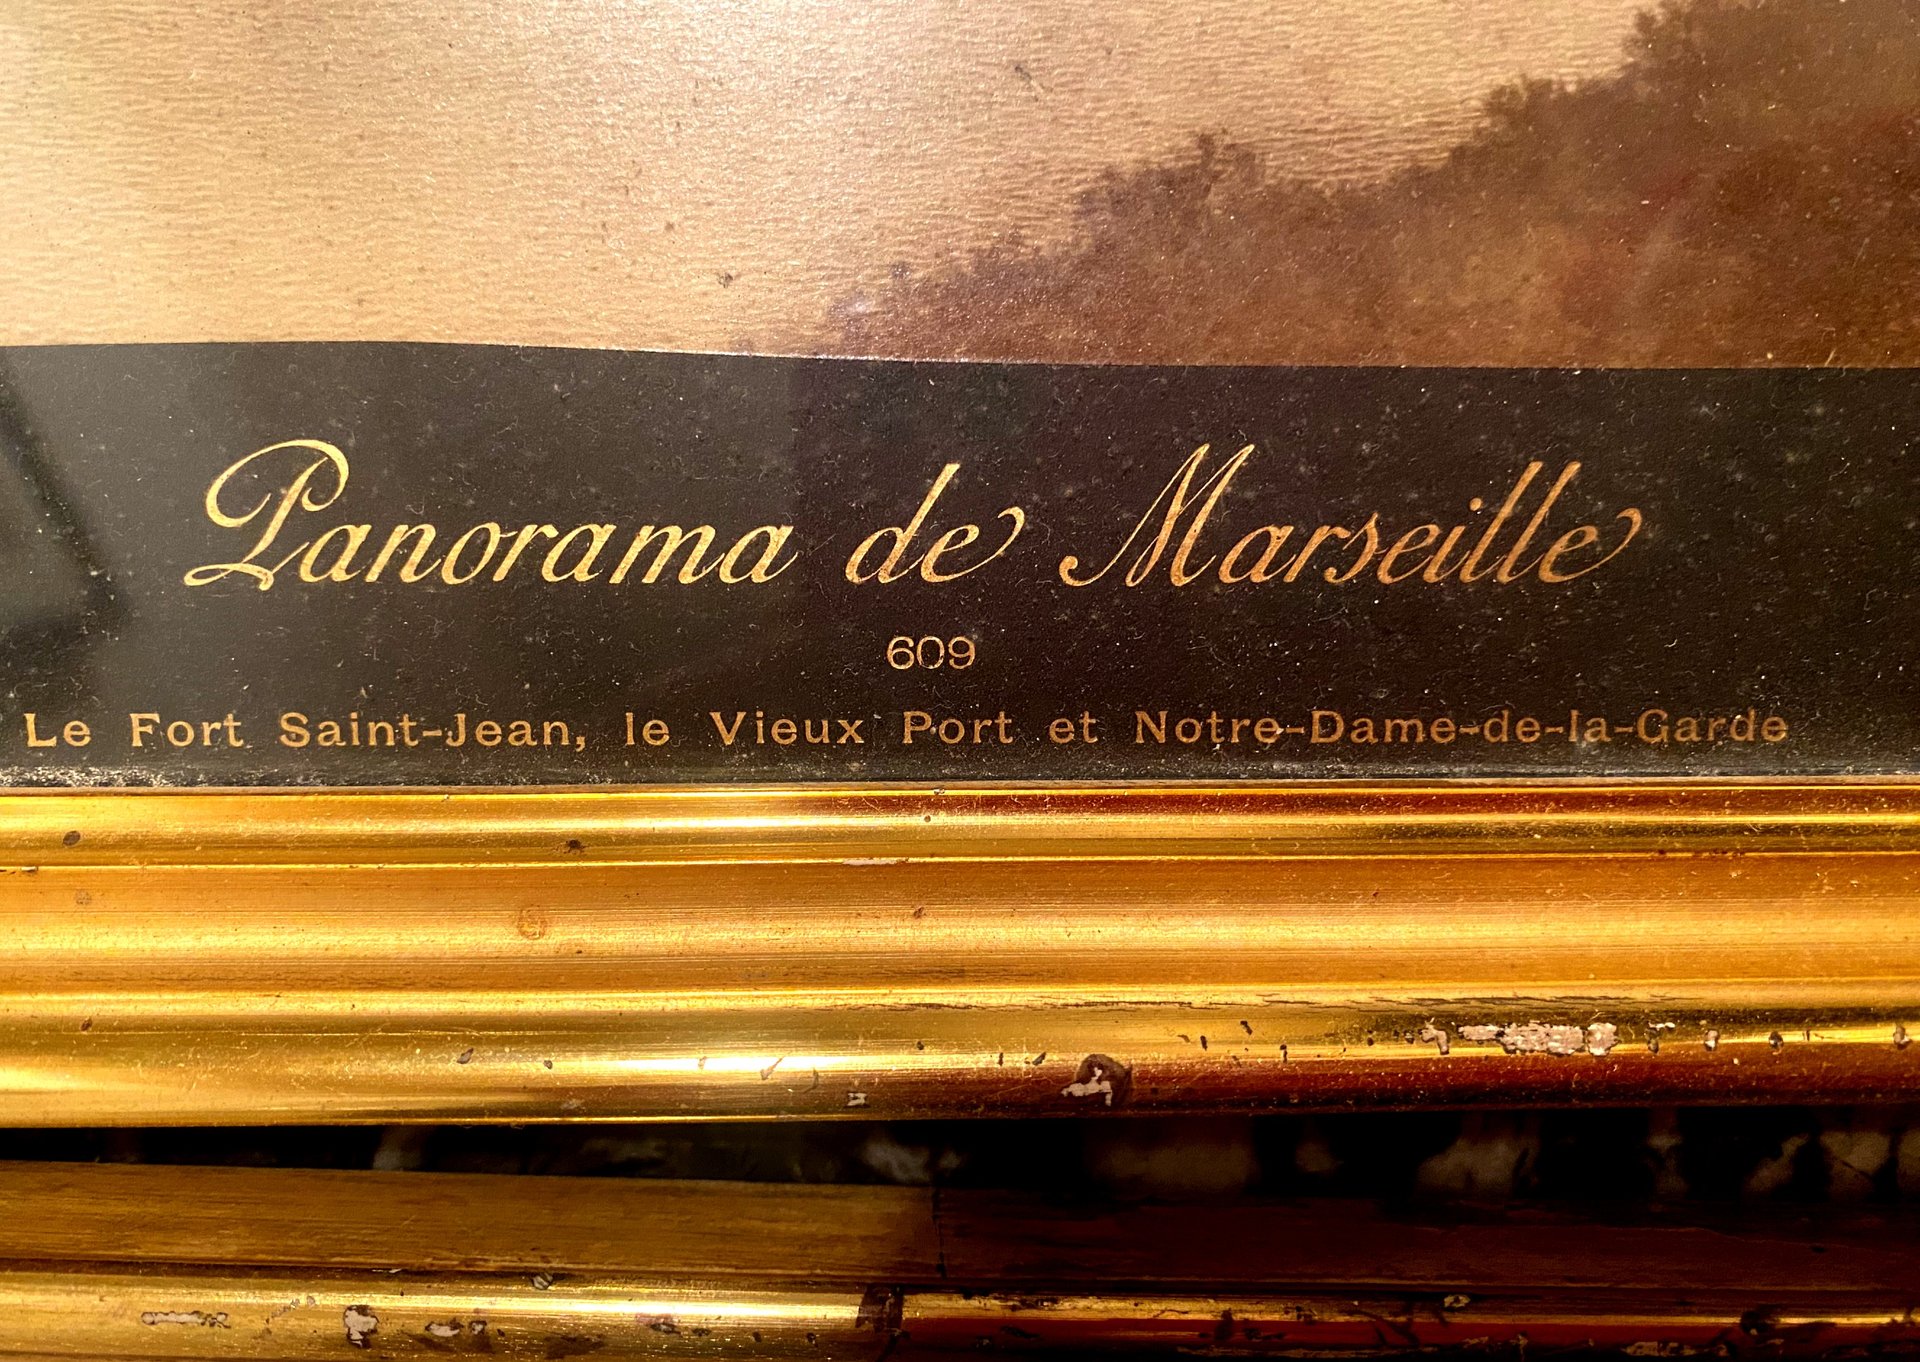 Panorama de Marseille
609
Le Fort Saint-Jean, le Vieux Port et Notre-Dame-de-la-Garde